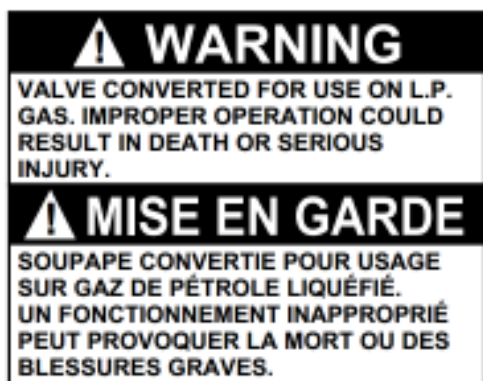 WARNING
VALVE CONVERTED FOR USE ON L.P.
GAS. IMPROPER OPERATION COULD
RESULT IN DEATH OR SERIOUS
INJURY.
MISE EN GARDE
SOUPAPE CONVERTIE POUR USAGE
SUR GAZ DE PÉTROLE LIQUÉFIÉ.
UN FONCTIONNEMENT INAPPROPRIÉ
PEUT PROVOQUER LA MORT OU DES
BLESSURES GRAVES.